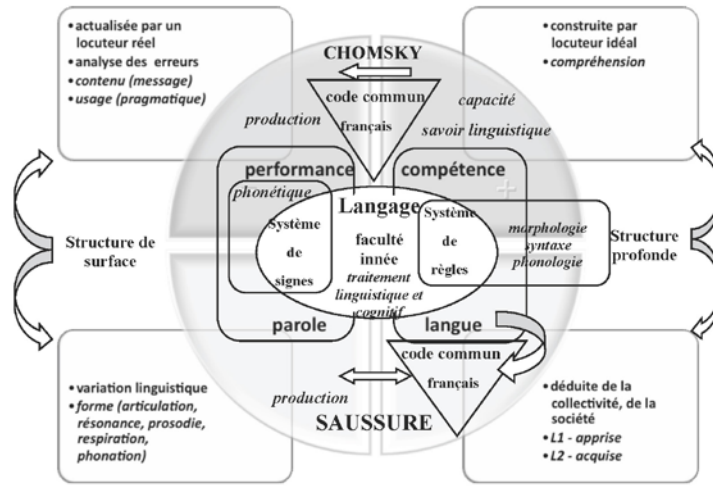 • actualisée par un
locuteur réel
• analyse des erreurs
• contenu (message)
• usage (pragmatique)
• construite par
locuteur idéal
• compréhension
CHOMSKY
code commun
français
production
capacité
savoir linguistique
performance
compétence
phonétique
Langage
Système
de
signes
faculté
innée
traitement
linguistique et
cognitif
Système
de
règles
morphologie
syntaxe
phonologie
Structure de
surface
Structure
profonde
parole
langue
code commun
français
production
SAUSSURE
• variation linguistique
• forme (articulation,
résonance, prosodie,
respiration,
phonation)
• déduite de la
collectivité, de la
société
• L1 - apprise
• L2 - acquise